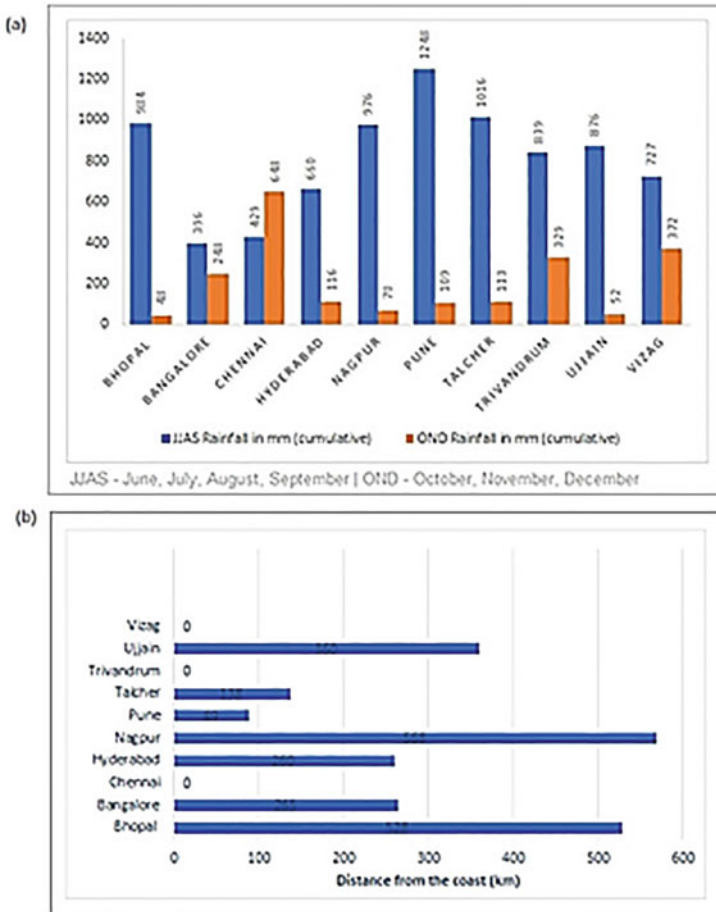 (a)
1400
1200
1000
800
600
400
200
0
984
48
396
248
429
648
660
116
976
70
1248
109
1016
113
839
329
876
52
727
372
BHOPAL
BANGALORE
CHENNAI
HYDERABAD
NAGPUR
PUNE
TALCHER
TRIVANDRUM
UJJAIN
VIZAG
JJAS Rainfall in mm (cumulative) OND Rainfall in mm (cumulative)
JJAS - June, July, August, September | OND - October, November, December
(b)
Vizag 0
Ujjain 360
Trivandrum 0
Talcher
Pune
Nagpur
Hyderabad 260
Chennai 0
Bangalore 265
Bhopal
0 100 200 300 400 500 600
Distance from the coast (km)